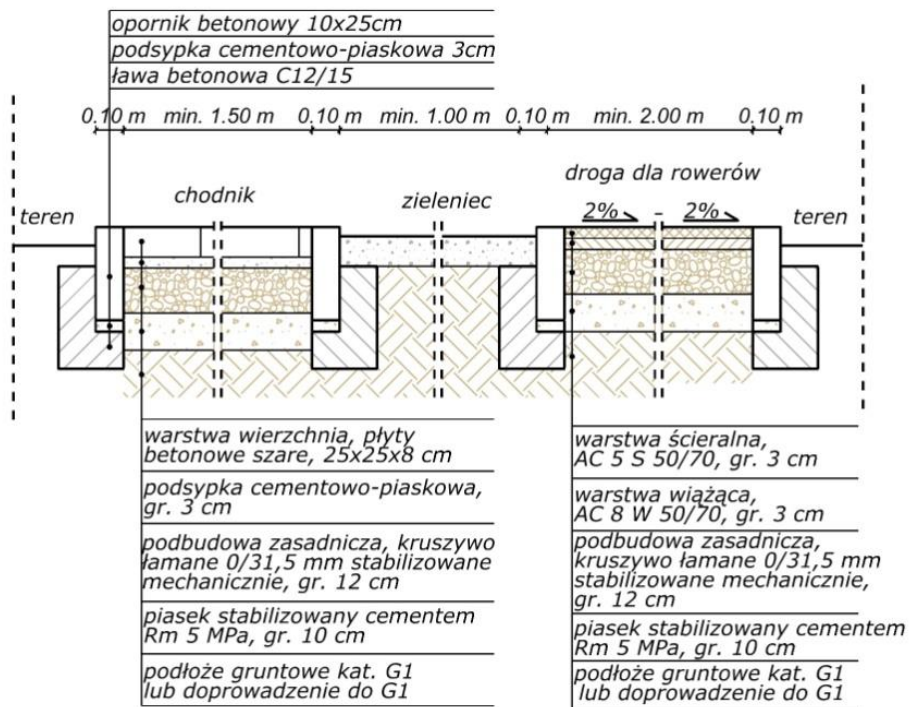 opornik betonowy 10x25cm
podsypka cementowo-piaskowa 3cm
ława betonowa C12/15
0.10 m min. 1.50 m 0.10 m min. 1.00 m 0.10 m min. 2.00 m 0.10 m
teren
chodnik
zieleniec
droga dla rowerów
2% - 2%
teren
warstwa wierzchnia, płyty
betonowe szare, 25x25x8 cm
podsypka cementowo-piaskowa,
gr. 3 cm
podbudowa zasadnicza, kruszywo
łamane 0/31,5 mm stabilizowane
mechanicznie, gr. 12 cm
piasek stabilizowany cementem
Rm 5 MPa, gr. 10 cm
podłoże gruntowe kat. G1
lub doprowadzenie do G1
warstwa ścieralna,
AC 5 S 50/70, gr. 3 cm
warstwa wiążąca,
AC 8 W 50/70, gr. 3 cm
podbudowa zasadnicza,
kruszywo łamane 0/31,5 mm
stabilizowane mechanicznie,
gr. 12 cm
piasek stabilizowany cementem
Rm 5 MPa, gr. 10 cm
podłoże gruntowe kat. G1
lub doprowadzenie do G1